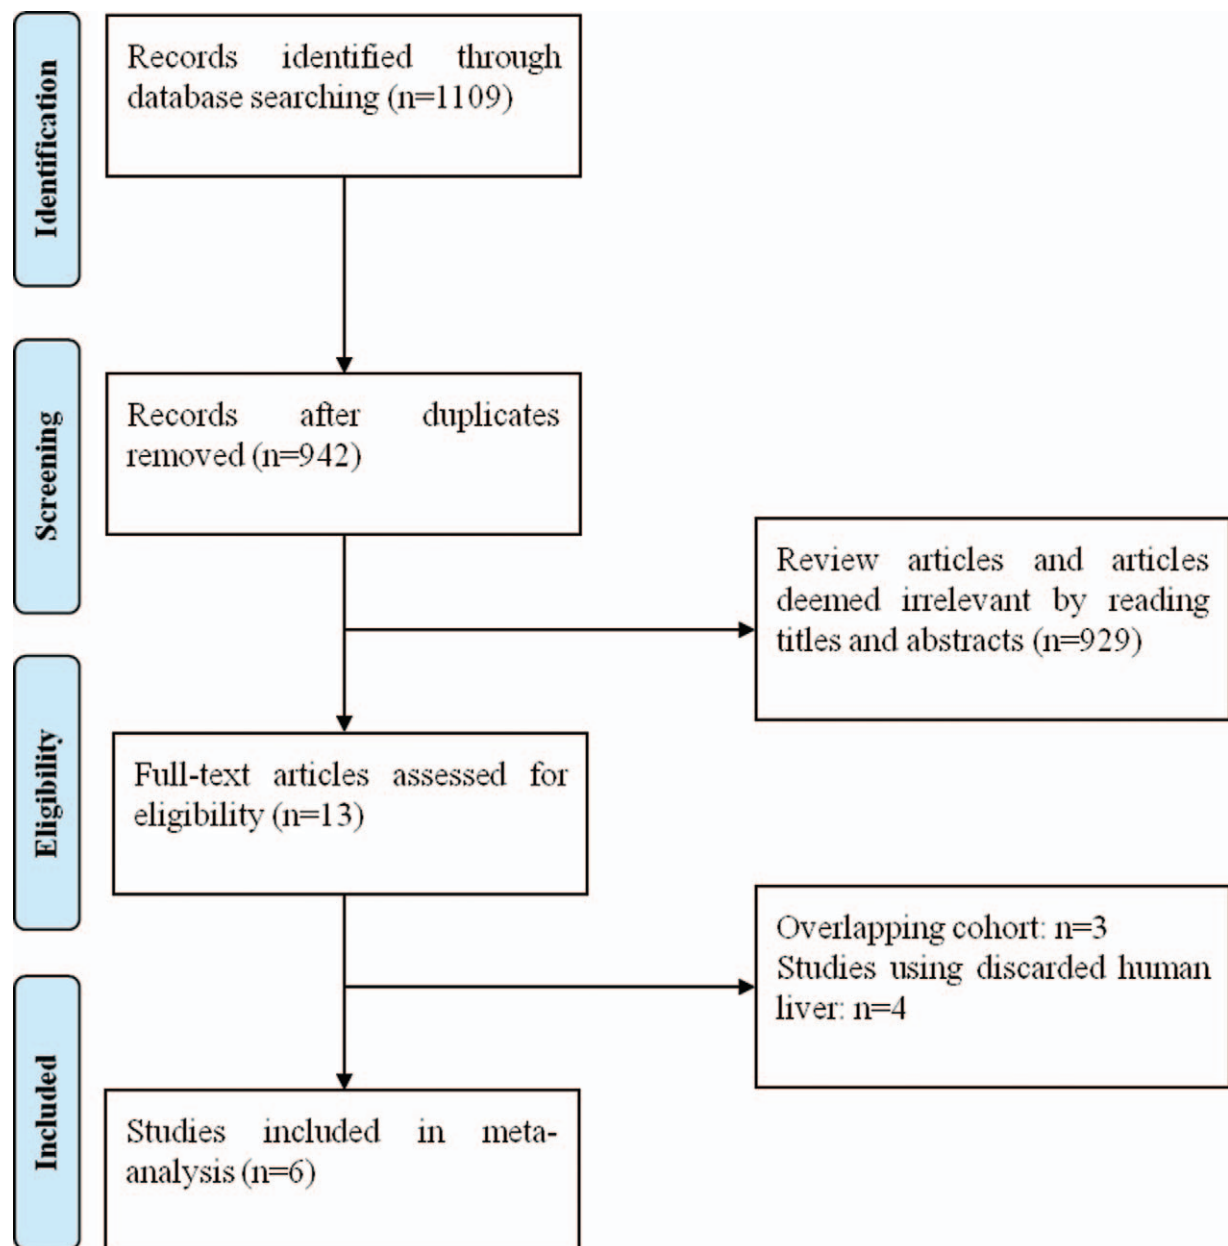 Identification
Records identified through
database searching (n=1109)
Screening
Records after duplicates
removed (n=942)
Review articles and articles
deemed irrelevant by reading
titles and abstracts (n=929)
Eligibility
Full-text articles assessed for
eligibility (n=13)
Overlapping cohort: n=3
Studies using discarded human
liver: n=4
Included
Studies included in meta-
analysis (n=6)